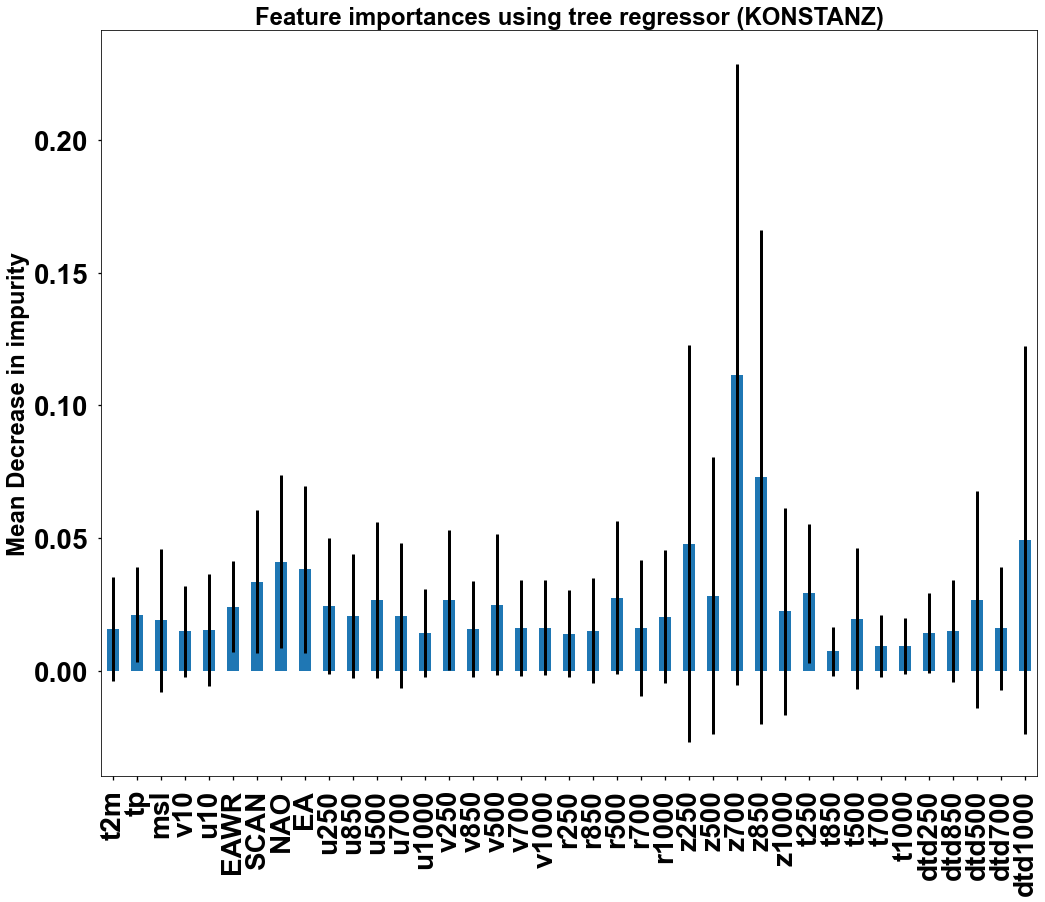 Feature importances using tree regressor (KONSTANZ)
Mean Decrease in impurity
0.20
0.15
0.10
0.05
0.00
t2m
tp
msl
v10
u10
EAWR
SCAN
NAO
EA
u250
u850
u500
u700
u1000
v250
v850
v500
v700
v1000
r250
r850
r500
r700
r1000
z250
z500
z700
z850
z1000
t250
t850
t500
t700
t1000
dtd250
dtd850
dtd500
dtd700
dtd1000